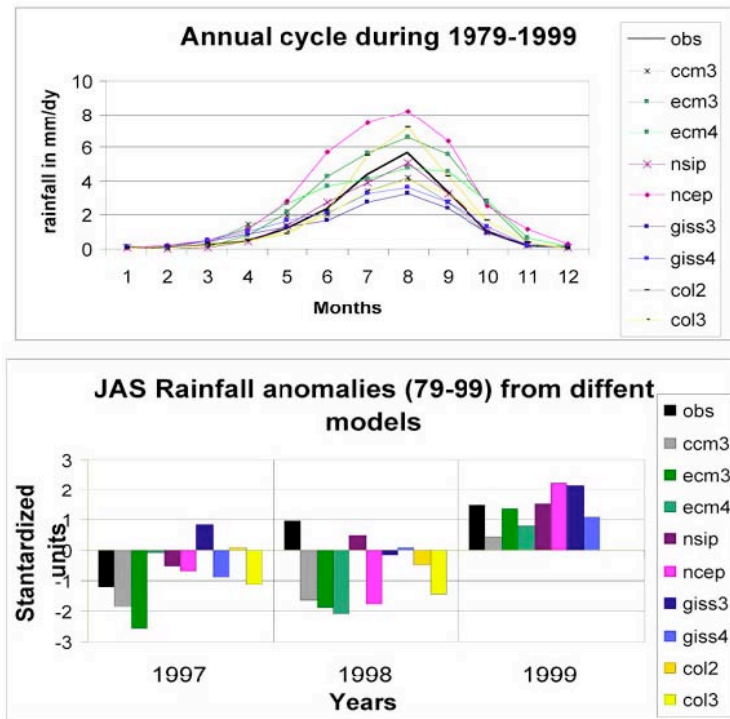 Annual cycle during 1979-1999
rainfall in mm/dy
10
8
6
4
2
0
1 2 3 4 5 6 7 8 9 10 11 12
Months
obs
ccm3
ecm3
ecm4
nsip
ncep
giss3
giss4
col2
col3
JAS Rainfall anomalies (79-99) from diffent
models
Stantardized
units
3
2
1
0
-1
-2
-3
1997 1998 1999
Years
obs
ccm3
ecm3
ecm4
nsip
ncep
giss3
giss4
col2
col3